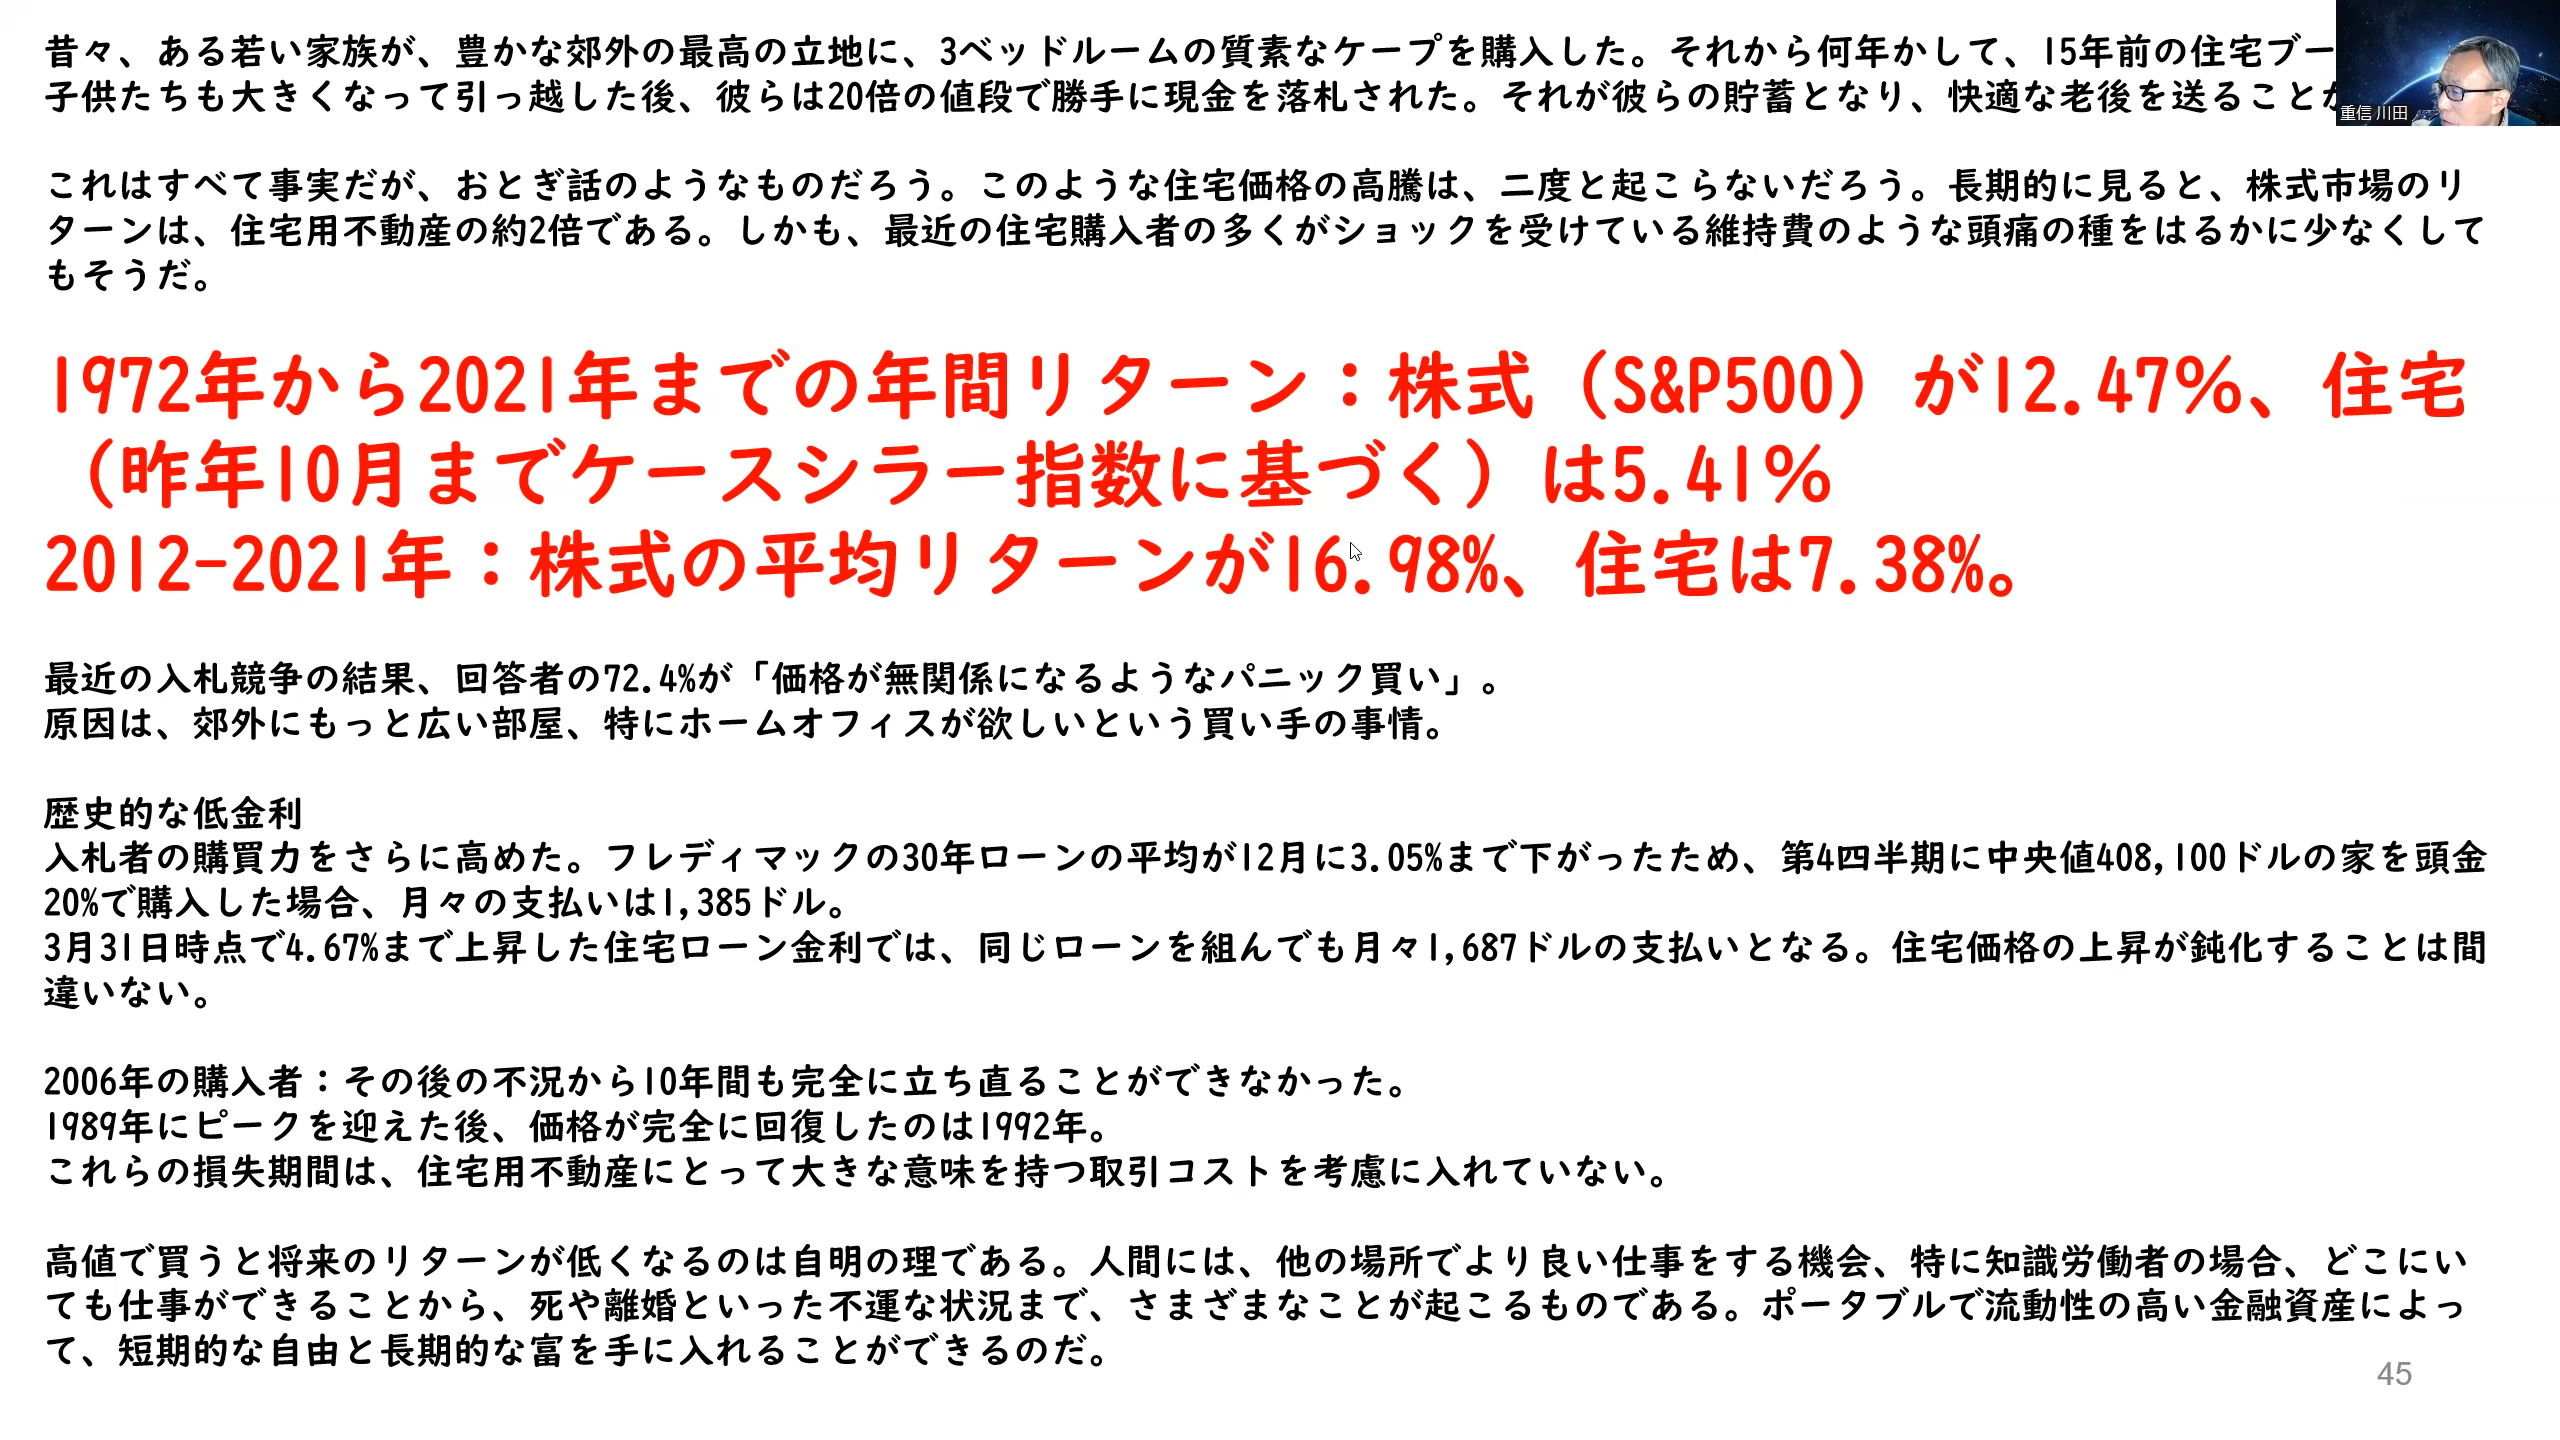 昔々、ある若い家族が、豊かな郊外の最高の立地に、3ベッドルームの質素なケープを購入した。それから何年かして、15年前の住宅ブー
子供たちも大きくなって引っ越した後、彼らは20倍の値段で勝手に現金を落札された。それが彼らの貯蓄となり、快適な老後を送ることが
重信 川田
これはすべて事実だが、おとぎ話のようなものだろう。このような住宅価格の高騰は、二度と起こらないだろう。長期的に見ると、株式市場のリ
ターンは、住宅用不動産の約2倍である。しかも、最近の住宅購入者の多くがショックを受けている維持費のような頭痛の種をはるかに少なくして
もそうだ。
1972年から2021年までの年間リターン：株式（S&P500）が12.47%、住宅
（昨年10月までケースシラー指数に基づく）は5.41%
2012-2021年：株式の平均リターンが16.98%、住宅は7.38%。
最近の入札競争の結果、回答者の72.4%が「価格が無関係になるようなパニック買い」。
原因は、郊外にもっと広い部屋、特にホームオフィスが欲しいという買い手の事情。
歴史的な低金利
入札者の購買力をさらに高めた。フレディマックの30年ローンの平均が12月に3.05%まで下がったため、第4四半期に中央値408,100ドルの家を頭金
20%で購入した場合、月々の支払いは1,385ドル。
3月31日時点で4.67%まで上昇した住宅ローン金利では、同じローンを組んでも月々1,687ドルの支払いとなる。住宅価格の上昇が鈍化することは間
違いない。
2006年の購入者：その後の不況から10年間も完全に立ち直ることができなかった。
1989年にピークを迎えた後、価格が完全に回復したのは1992年。
これらの損失期間は、住宅用不動産にとって大きな意味を持つ取引コストを考慮に入れていない。
高値で買うと将来のリターンが低くなるのは自明の理である。人間には、他の場所でより良い仕事をする機会、特に知識労働者の場合、どこにい
ても仕事ができることから、死や離婚といった不運な状況まで、さまざまなことが起こるものである。ポータブルで流動性の高い金融資産によっ
て、短期的な自由と長期的な富を手に入れることができるのだ。
45